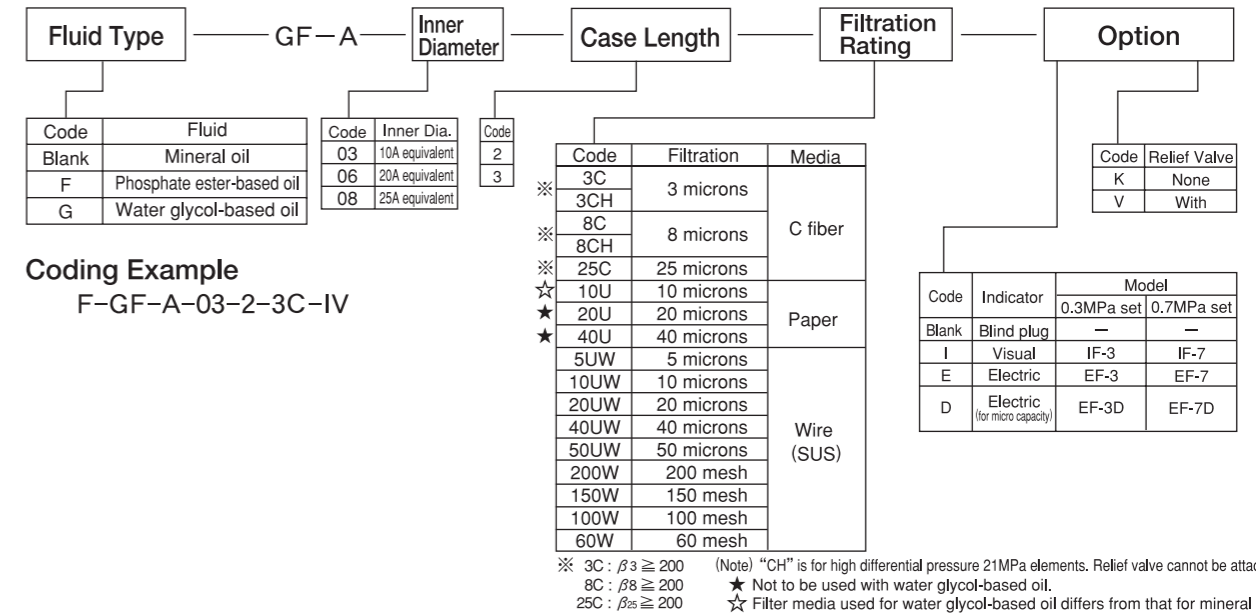 Fluid Type GF-A Inner Diameter Case Length Filtration Rating Option
Code Fluid
Blank Mineral oil
F Phosphate ester-based oil
G Water glycol-based oil
Code Inner Dia.
03 10A equivalent
06 20A equivalent
08 25A equivalent
Code
2
3
Code Filtration Media
※ 3C 3 microns C fiber
3CH
※ 8C 8 microns
8CH
※ 25C 25 microns
☆ 10U 10 microns Paper
★ 20U 20 microns
★ 40U 40 microns
5UW 5 microns Wire (SUS)
10UW 10 microns
20UW 20 microns
40UW 40 microns
50UW 50 microns
200W 200 mesh
150W 150 mesh
100W 100 mesh
60W 60 mesh
Code Relief Valve
K None
V With
Code Indicator Model
0.3MPa set 0.7MPa set
Blank Blind plug – –
I Visual IF-3 IF-7
E Electric EF-3 EF-7
D Electric (for micro capacity) EF-3D EF-7D
Coding Example
F-GF-A-03-2-3C-IV
※ 3C : β3 ≧ 200
8C : β8 ≧ 200
25C : β25 ≧ 200
(Note) “CH” is for high differential pressure 21MPa elements. Relief valve cannot be
★ Not to be used with water glycol-based oil.
☆ Filter media used for water glycol-based oil differs from that for mineral